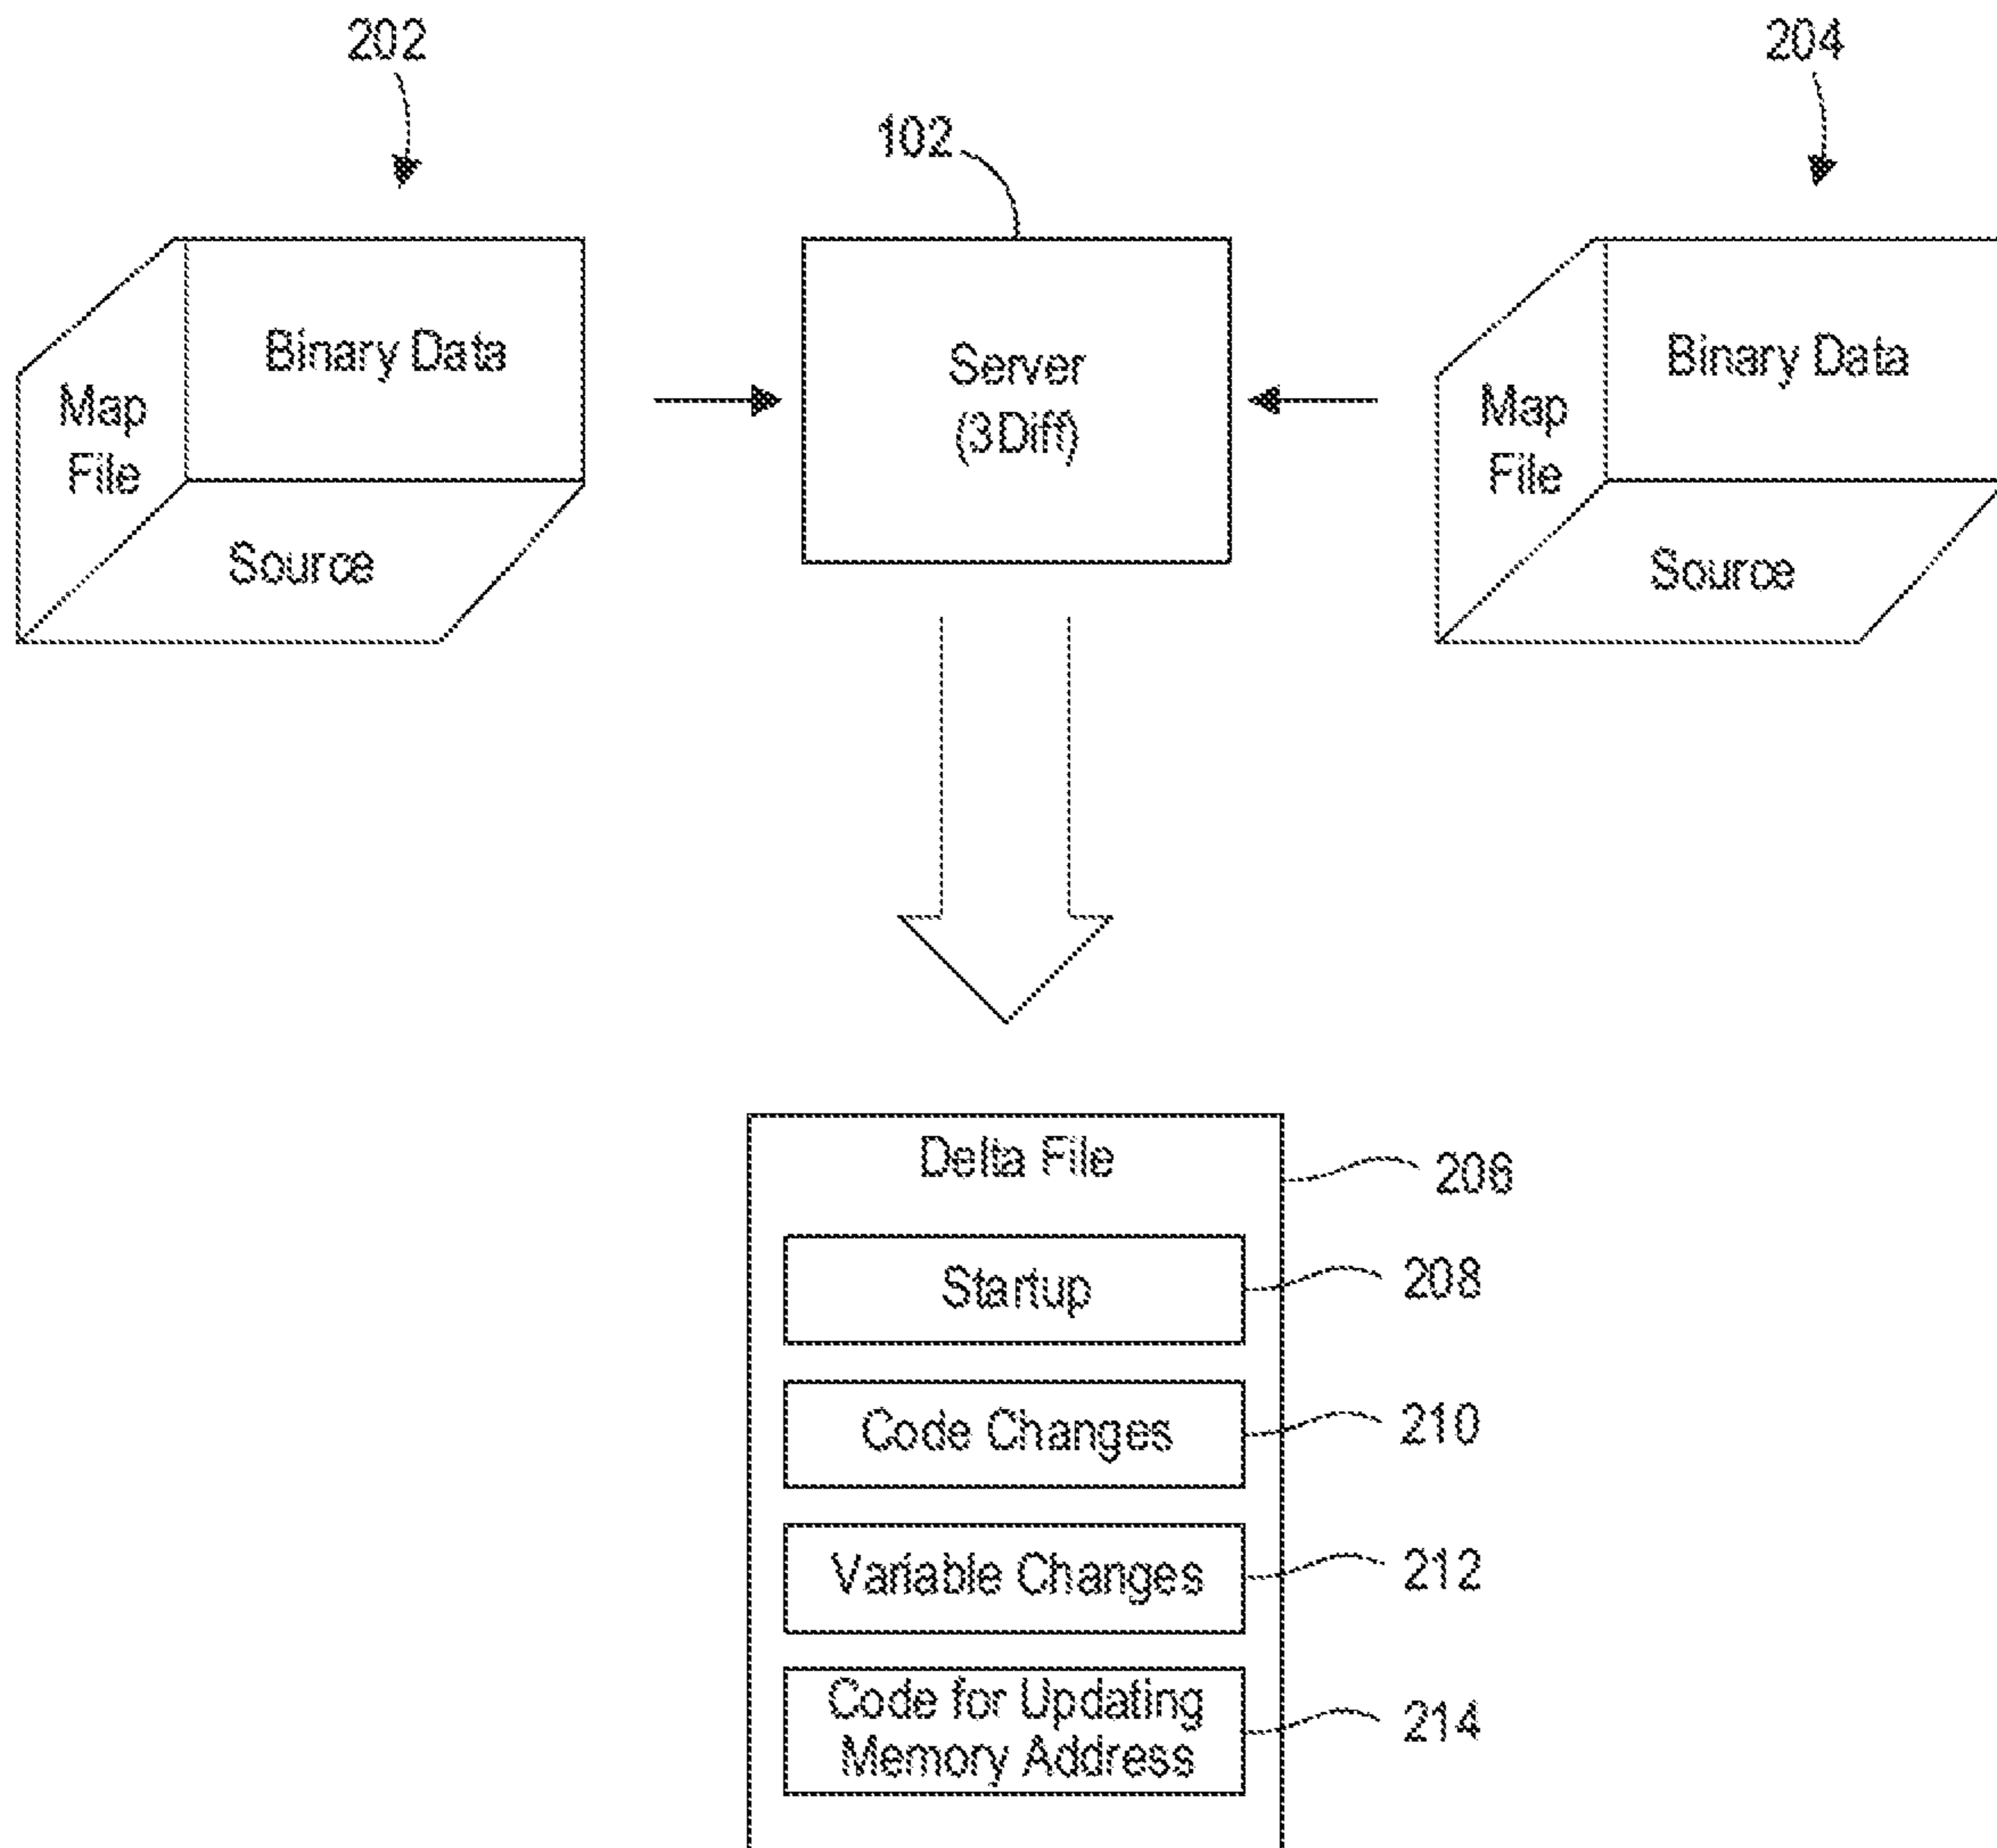 202
204
102
Binary Data
Map
File
Source
Server
(3Diff)
Binary Data
Map
File
Source
Delta File
206
Startup
208
Code Changes
210
Variable Changes
212
Code for Updating
Memory Address
214